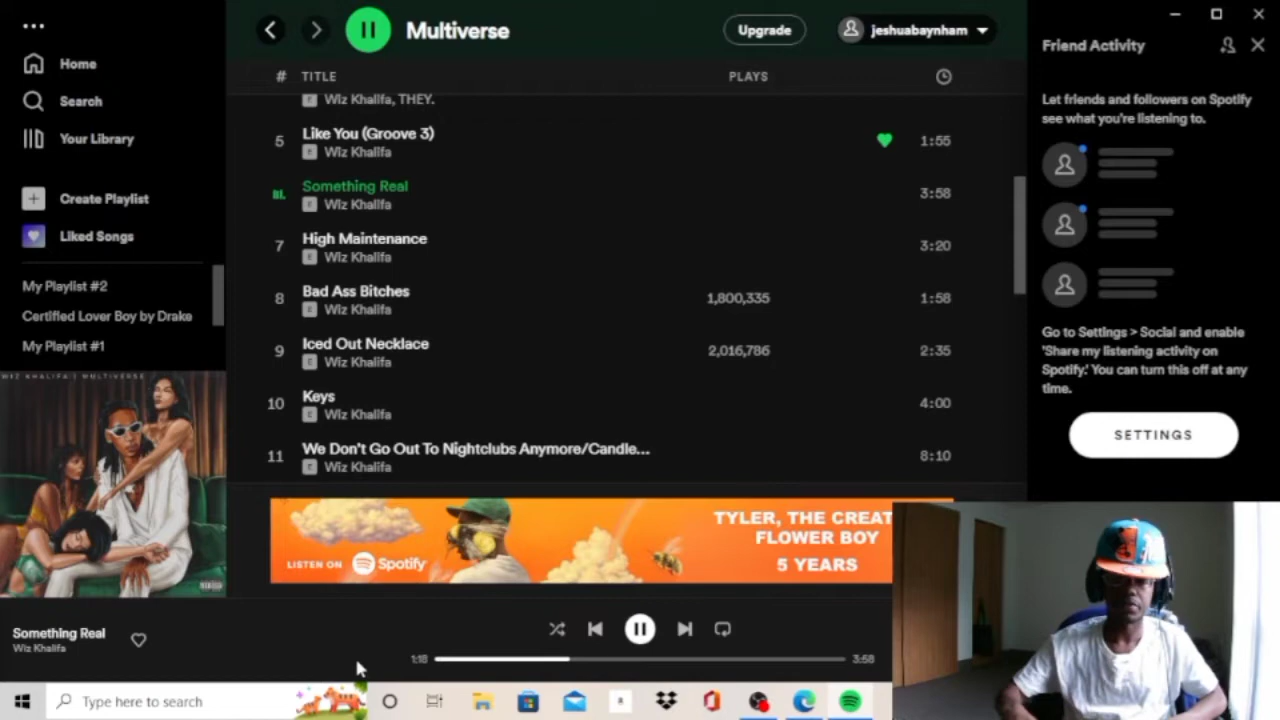 Multiverse
Upgrade
jeshuabaynham
Home
Search
Your Library
Create Playlist
Liked Songs
My Playlist #2
Certified Lover Boy by Drake
My Playlist #1
WIZ KHALIFA | MULTIVERSE
# TITLE PLAYS
E Wiz Khalifa, THEY.
5 Like You (Groove 3) 1:55
E Wiz Khalifa
Something Real 3:58
E Wiz Khalifa
7 High Maintenance 3:20
E Wiz Khalifa
8 Bad Ass Bitches 1,800,335 1:58
E Wiz Khalifa
9 Iced Out Necklace 2,016,786 2:35
E Wiz Khalifa
10 Keys 4:00
E Wiz Khalifa
11 We Don't Go Out To Nightclubs Anymore/Candle... 8:10
E Wiz Khalifa
Friend Activity
Let friends and followers on Spotify
see what you're listening to.
Go to Settings > Social and enable
'Share my listening activity on
Spotify.' You can turn this off at any
time.
SETTINGS
LISTEN ON Spotify
TYLER, THE CREAT
FLOWER BOY
5 YEARS
Something Real
Wiz Khalifa
1:18 3:58
Type here to search